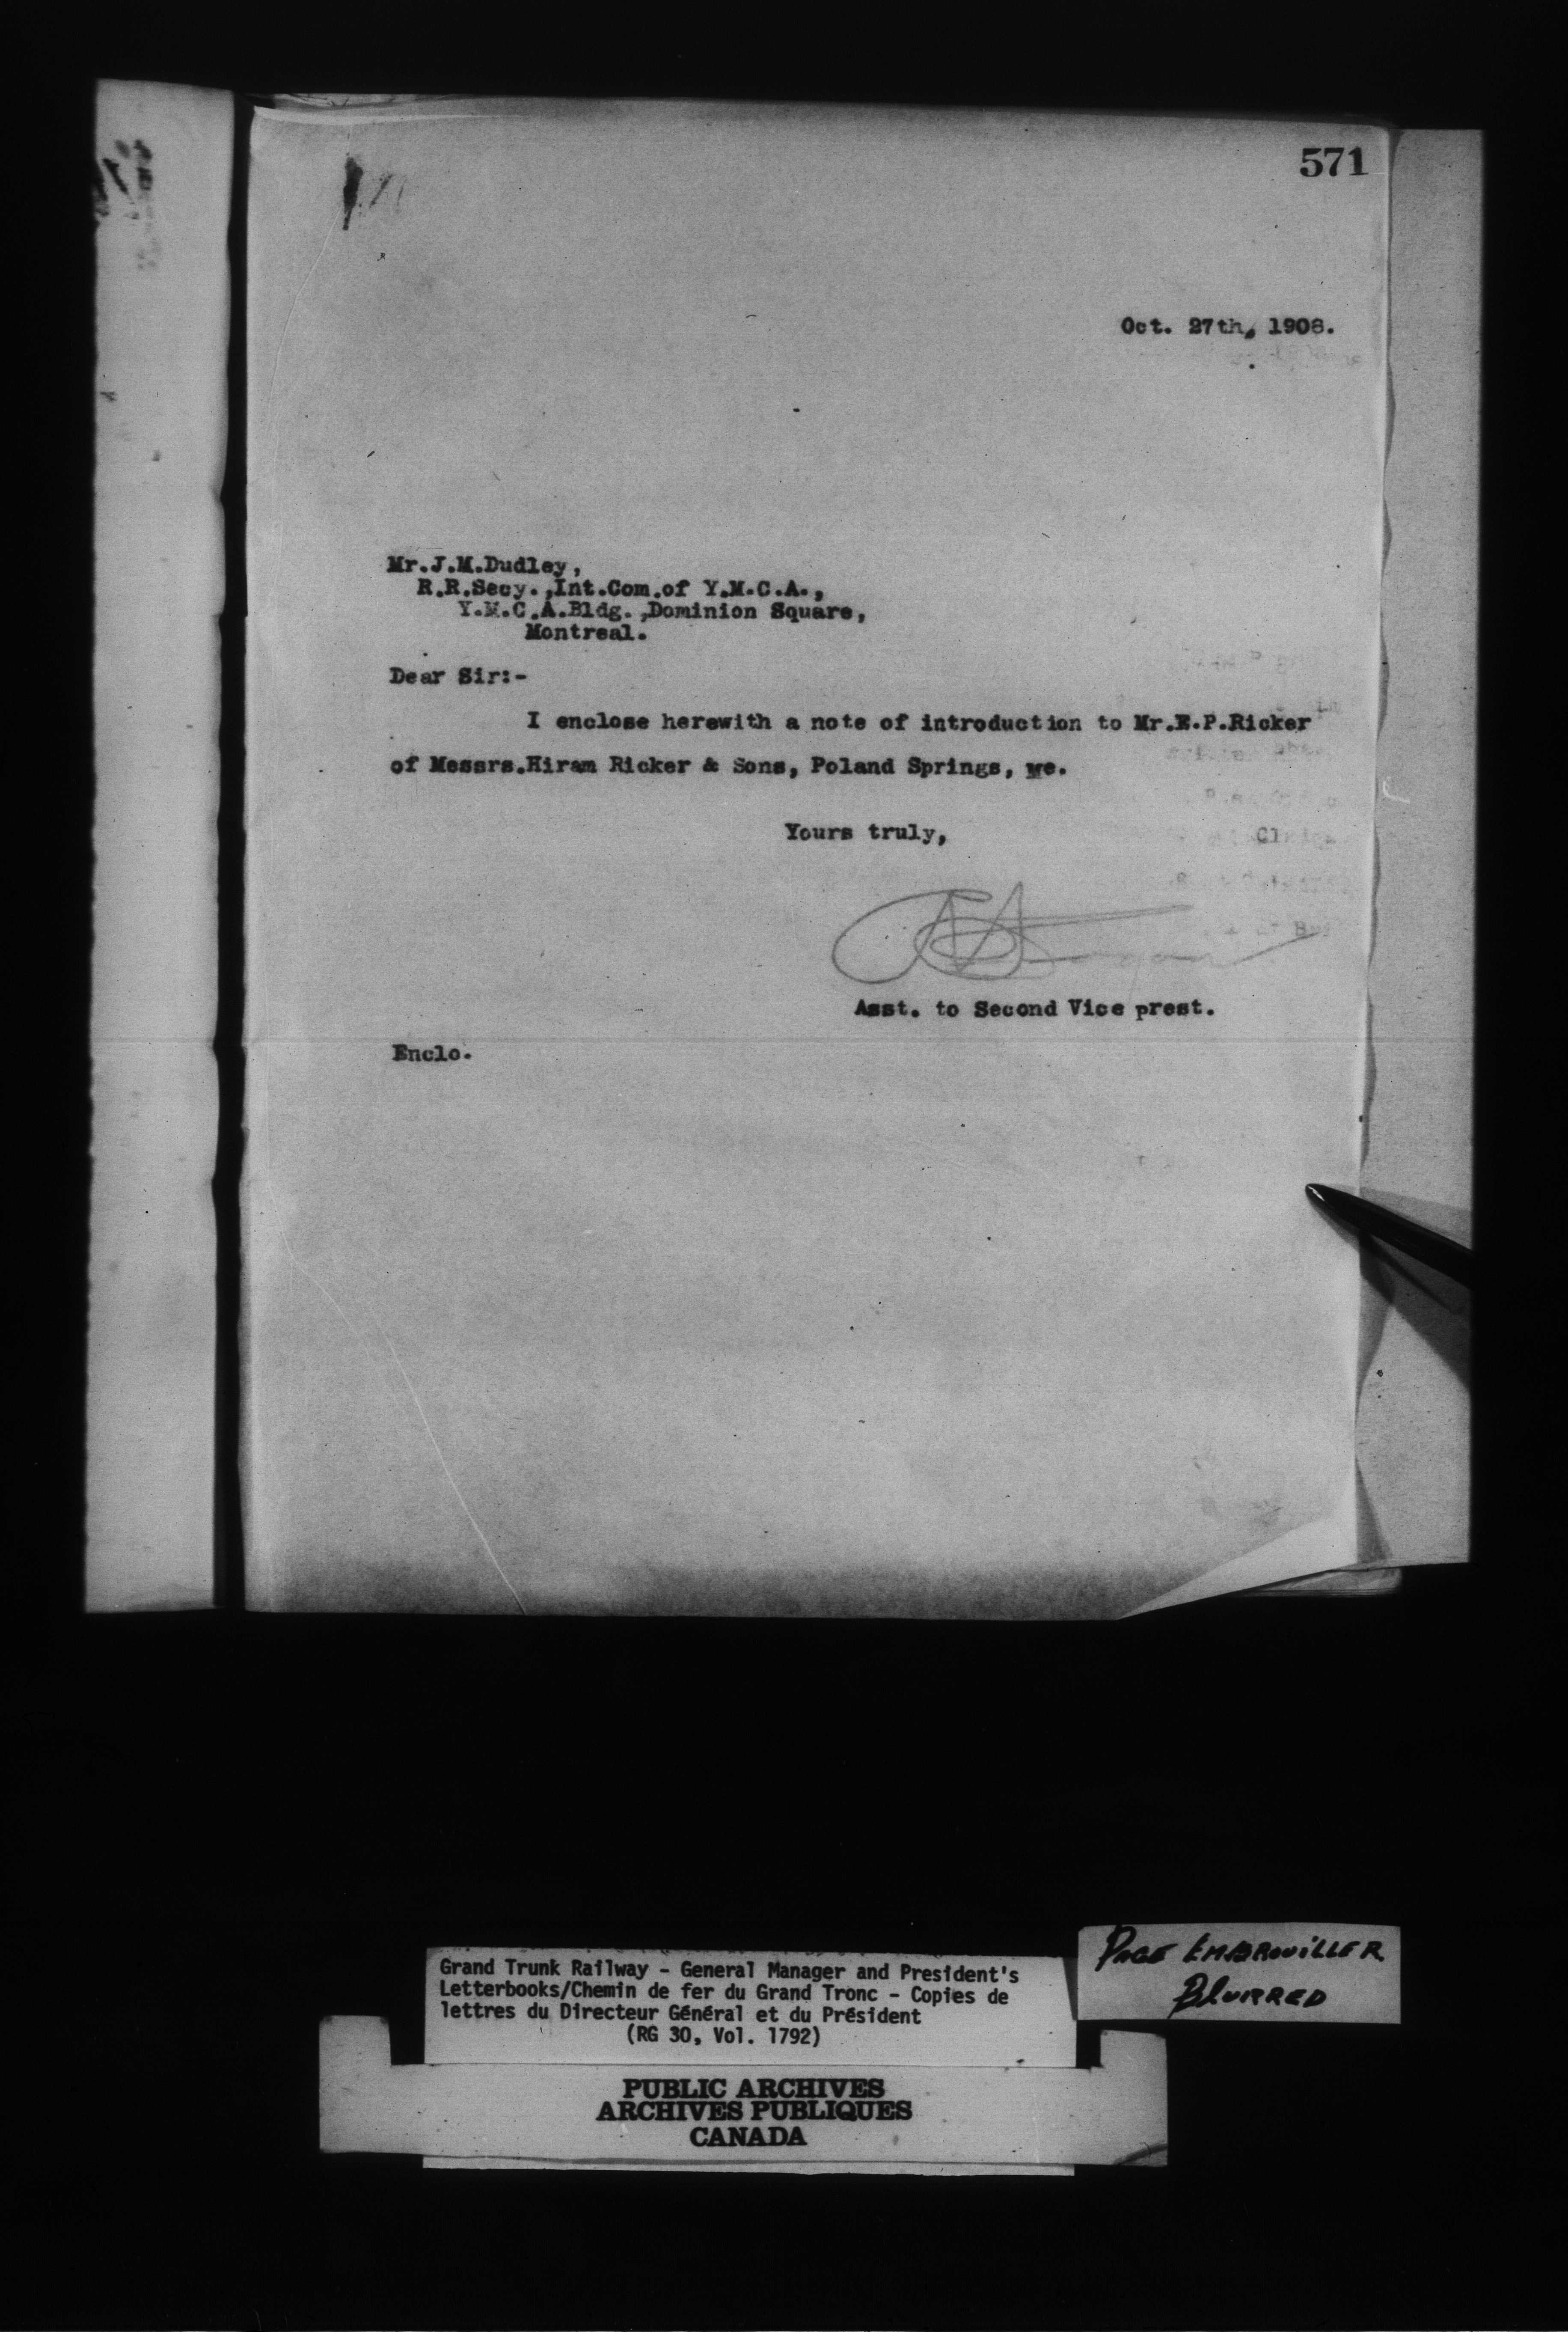 571
Oct. 27th, 1908.
Mr.J.M.Dudley,
R.R.Secy.,Int.Com.of Y.M.C.A.,
Y.M.C.A.Bldg.,Dominion Square,
Montreal.
Dear Sir:-
I enclose herewith a note of introduction to Mr.E.P.Ricker
of Messrs.Hiram Ricker & Sons, Poland Springs, Me.
Yours truly,
Asst. to Second Vice prest.
Enclo.
Grand Trunk Railway - General Manager and President's
Letterbooks/Chemin de fer du Grand Tronc - Copies de
lettres du Directeur Général et du Président
(RG 30, Vol. 1792)
PAGE EMBROUILLER
BLURRED
PUBLIC ARCHIVES
ARCHIVES PUBLIQUES
CANADA